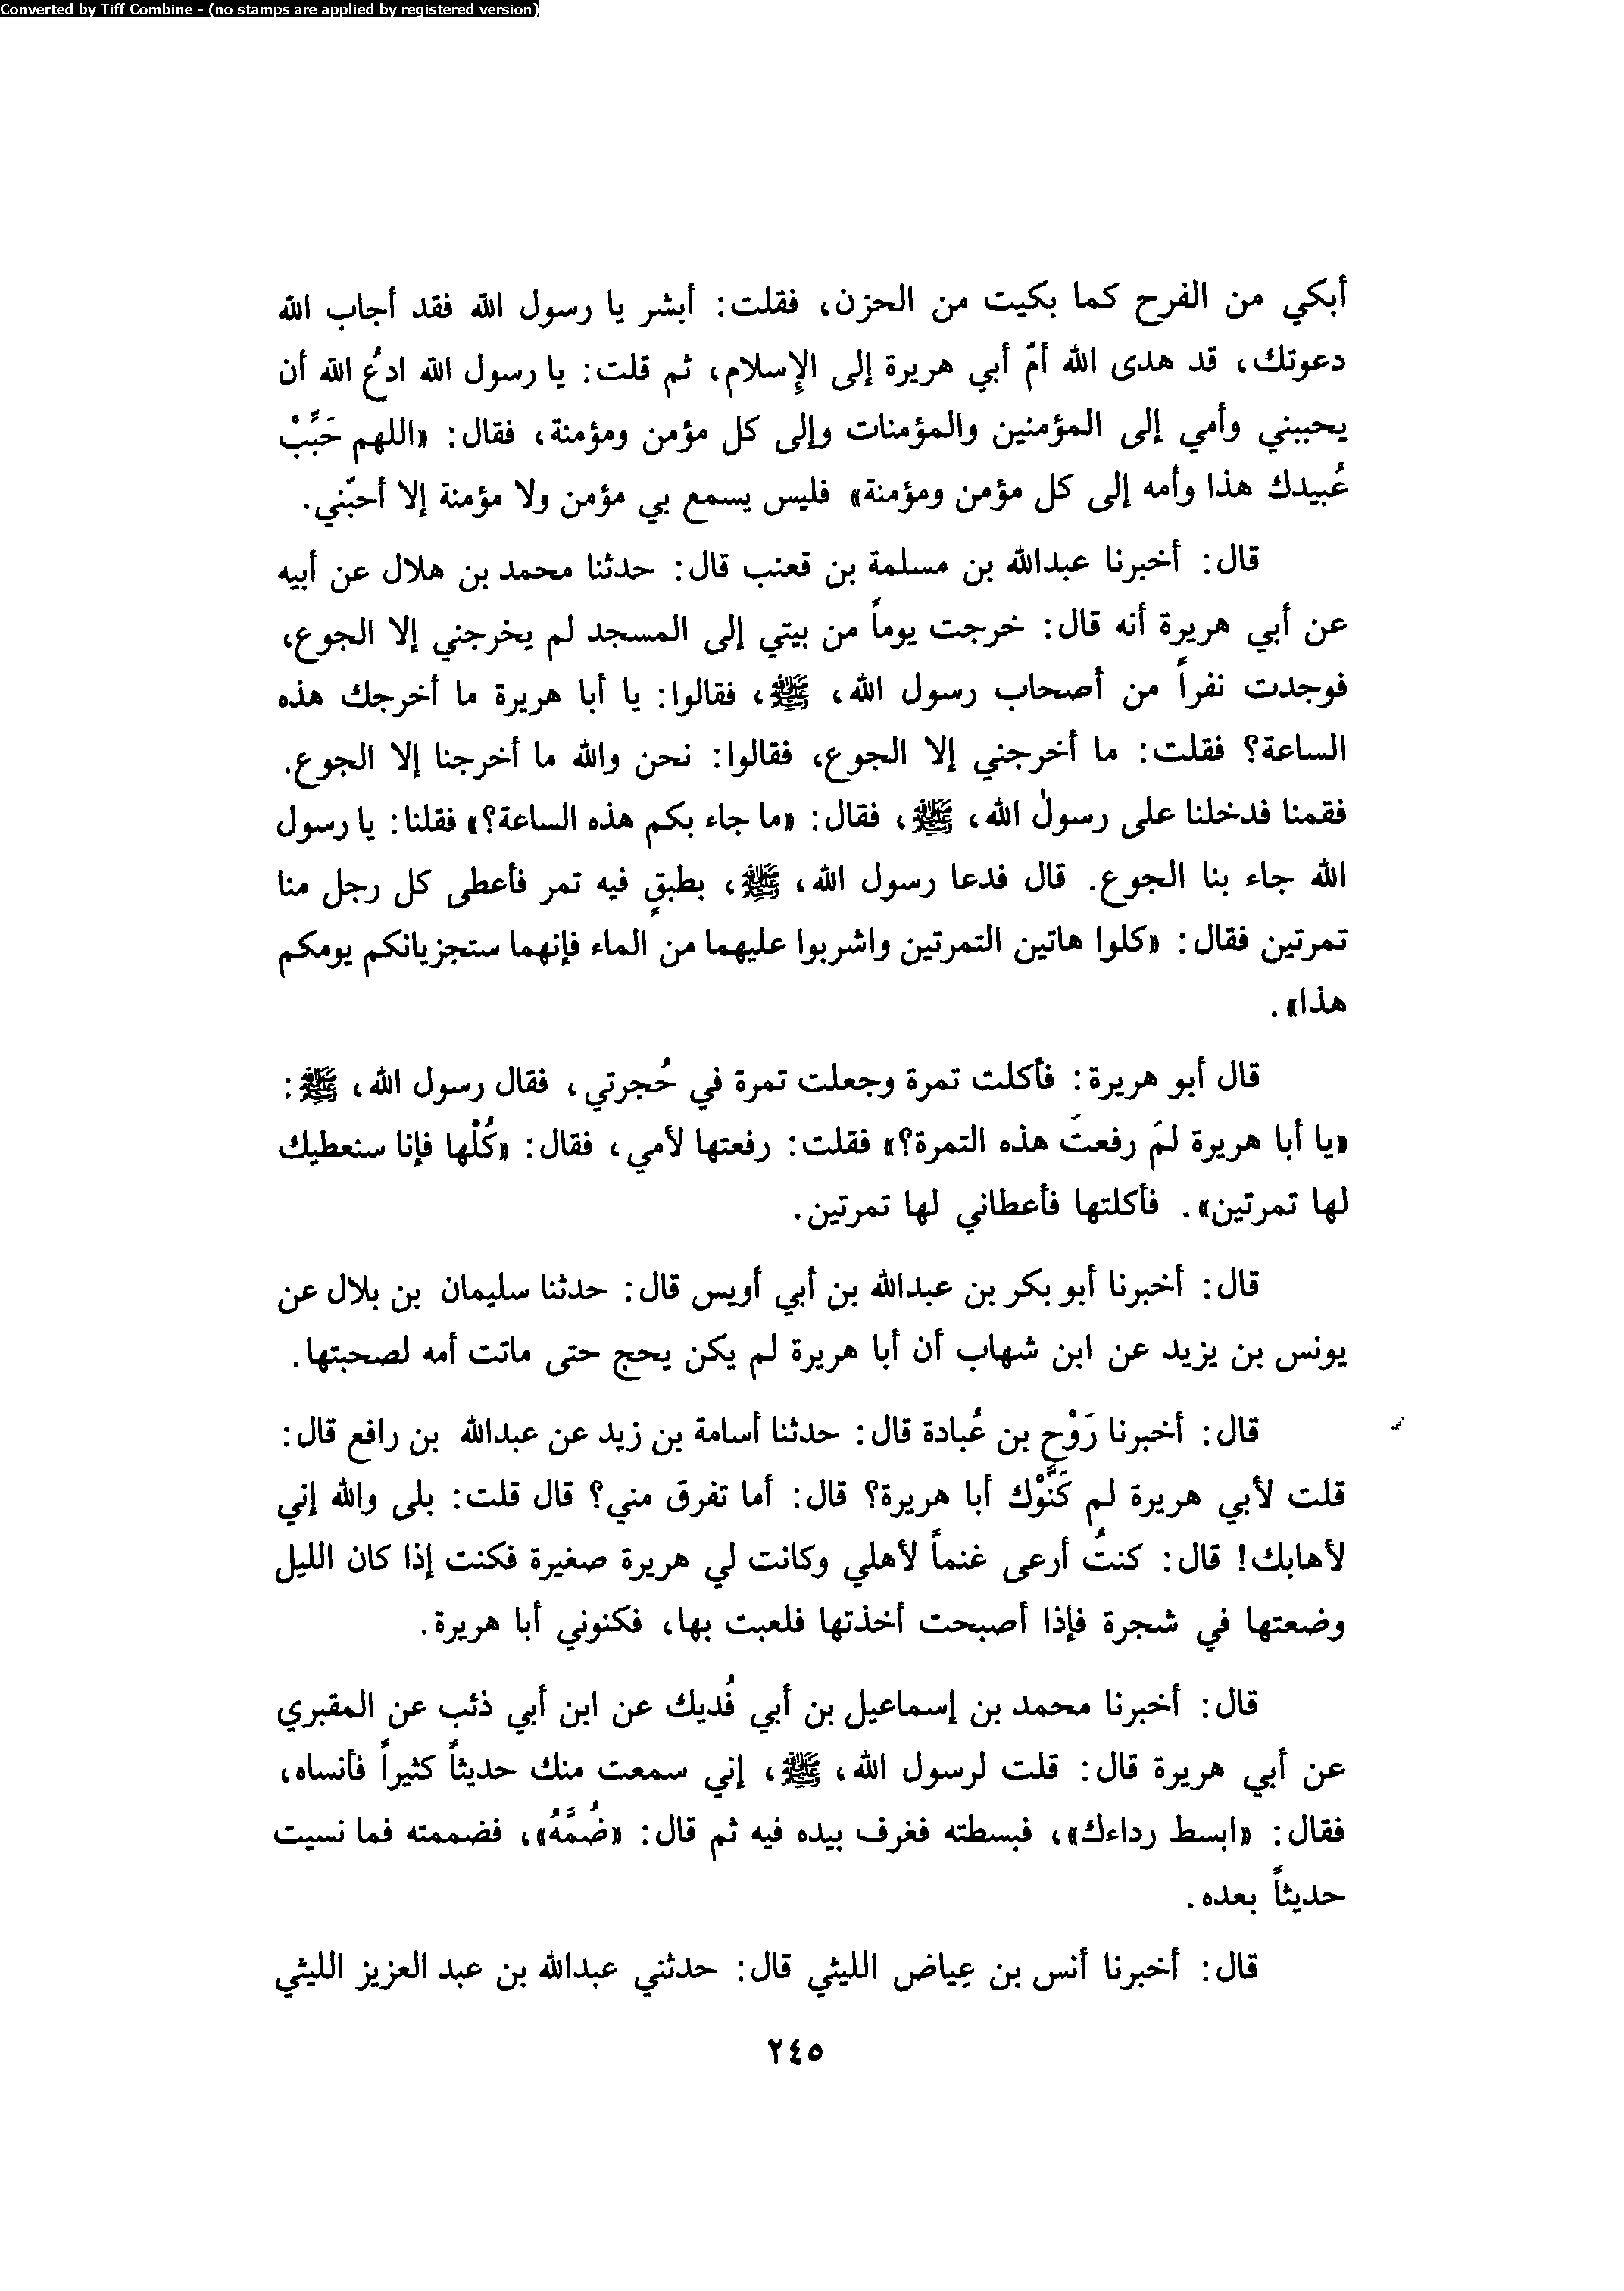 Converted by Tiff Combine - (no stamps are applied by registered version)
أبكي من الفرح كما بكيت من الحزن، فقلت: أبشر يا رسول الله فقد أجاب الله
دعوتك، قد هدى الله أمّ أبي هريرة إلى الإسلام، ثم قلت: يا رسول الله ادعُ الله أن
يحببني وأمي إلى المؤمنين والمؤمنات وإلى كل مؤمن ومؤمنة، فقال: «اللهم حَبِّبْ
عُبيدك هذا وأمه إلى كل مؤمن ومؤمنة» فليس يسمع بي مؤمن ولا مؤمنة إلا أحبّني.
قال: أخبرنا عبدالله بن مسلمة بن قعنب قال: حدثنا محمد بن هلال عن أبيه
عن أبي هريرة أنه قال: خرجت يوماً من بيتي إلى المسجد لم يخرجني إلا الجوع،
فوجدت نفراً من أصحاب رسول الله، ﷺ، فقالوا: يا أبا هريرة ما أخرجك هذه
الساعة؟ فقلت: ما أخرجني إلا الجوع، فقالوا: نحن والله ما أخرجنا إلا الجوع.
فقمنا فدخلنا على رسول الله، ﷺ، فقال: «ما جاء بكم هذه الساعة؟» فقلنا: يا رسول
الله جاء بنا الجوع. قال فدعا رسول الله، ﷺ، بطبقٍ فيه تمر فأعطى كل رجل منا
تمرتين فقال: «كلوا هاتين التمرتين واشربوا عليهما من الماء فإنهما ستجزيانكم يومكم
هذا».
قال أبو هريرة: فأكلت تمرة وجعلت تمرة في حُجرتي، فقال رسول الله، ﷺ:
«يا أبا هريرة لمَ رفعتَ هذه التمرة؟» فقلت: رفعتها لأمي، فقال: «كُلْها فإنا سنعطيك
لها تمرتين». فأكلتها فأعطاني لها تمرتين.
قال: أخبرنا أبو بكر بن عبدالله بن أبي أويس قال: حدثنا سليمان بن بلال عن
يونس بن يزيد عن ابن شهاب أن أبا هريرة لم يكن يحج حتى ماتت أمه لصحبتها.
قال: أخبرنا رَوْح بن عُبادة قال: حدثنا أسامة بن زيد عن عبدالله بن رافع قال:
قلت لأبي هريرة لم كَنَّوْك أبا هريرة؟ قال: أما تفرق مني؟ قال قلت: بلى والله إني
لأهابك! قال: كنتُ أرعى غنماً لأهلي وكانت لي هريرة صغيرة فكنت إذا كان الليل
وضعتها في شجرة فإذا أصبحت أخذتها فلعبت بها، فكنوني أبا هريرة.
قال: أخبرنا محمد بن إسماعيل بن أبي فُديك عن ابن أبي ذئب عن المقبري
عن أبي هريرة قال: قلت لرسول الله، ﷺ، إني سمعت منك حديثاً كثيراً فأنساه،
فقال: «ابسط رداءك»، فبسطته فغرف بيده فيه ثم قال: «ضُمَّهُ»، فضممته فما نسيت
حديثاً بعده.
قال: أخبرنا أنس بن عِياض الليثي قال: حدثني عبدالله بن عبد العزيز الليثي
٢٤٥